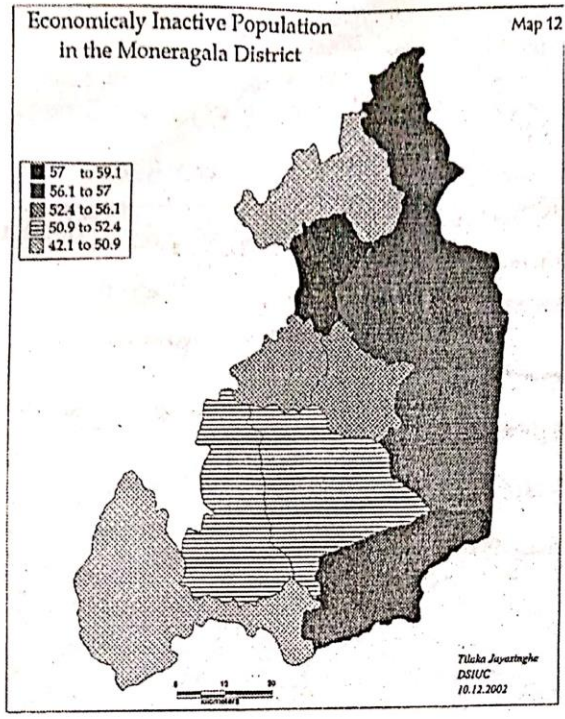 Economicaly Inactive Population
in the Moneragala District
Map 12
57 to 59.1
56.1 to 57
52.4 to 56.1
50.9 to 52.4
42.1 to 50.9
Tilaka Jayasinghe
DSIUC
10.12.2002
kilometers